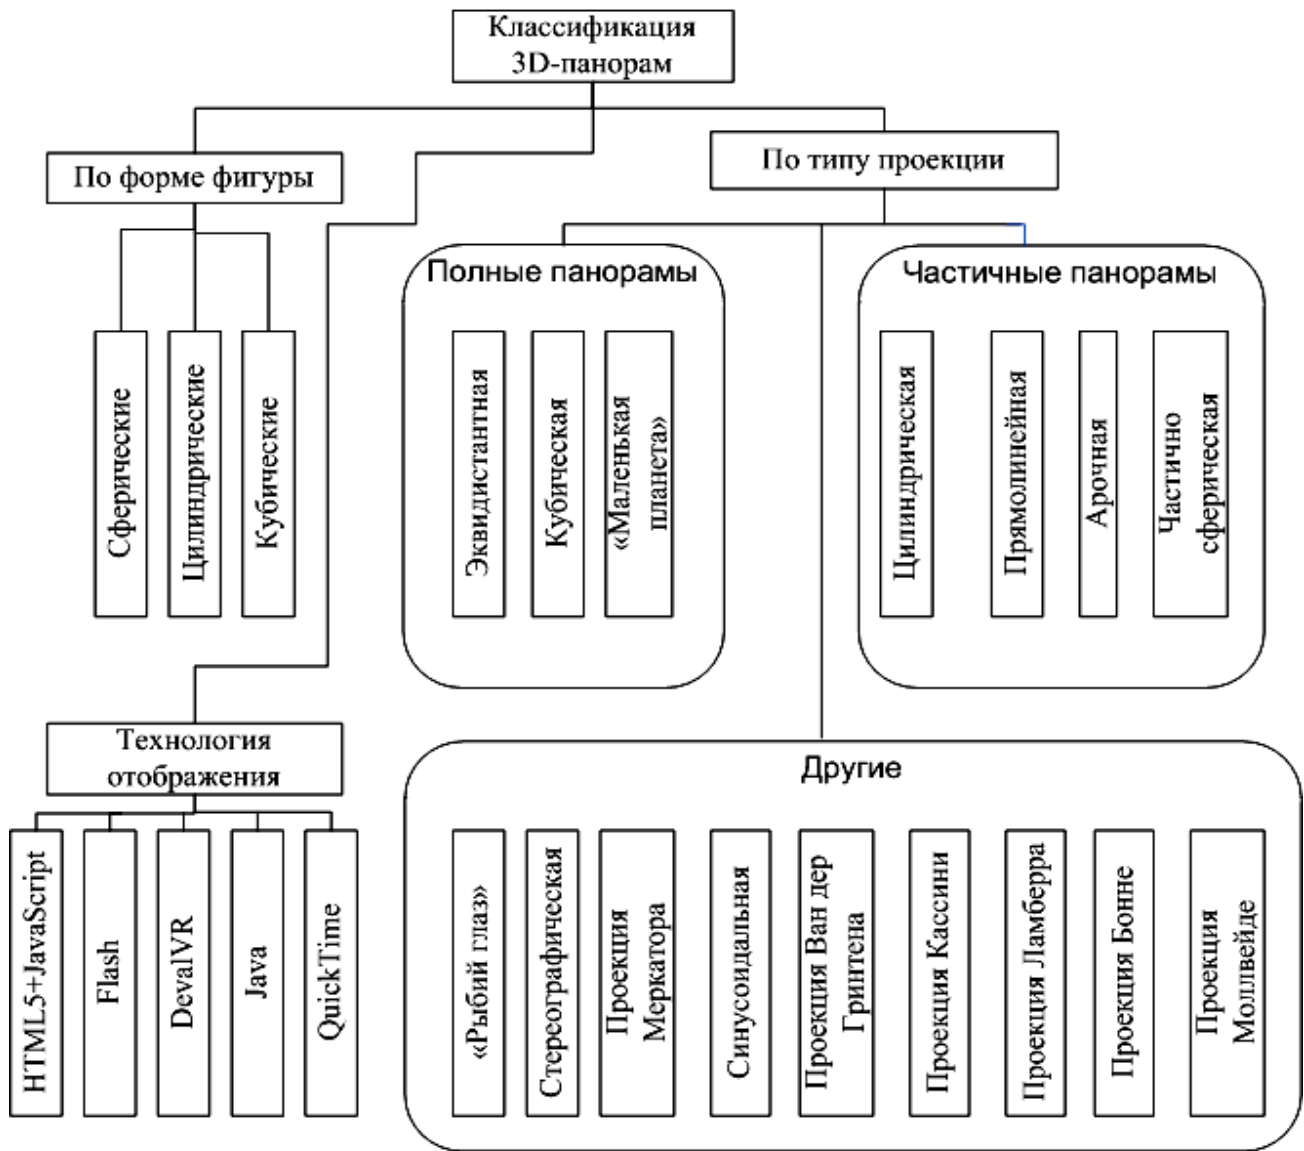 Классификация
3D-панорам
По форме фигуры
По типу проекции
Сферические
Цилиндрические
Кубические
Полные панорамы
Эквидистантная
Кубическая
«Маленькая
планета»
Частичные панорамы
Цилиндрическая
Прямолинейная
Арочная
Частично
сферическая
Технология
отображения
HTML5+JavaScript
Flash
DevalVR
Java
QuickTime
Другие
«Рыбий глаз»
Стереографическая
Проекция
Меркатора
Синусоидальная
Проекция Ван дер
Гринтена
Проекция Кассини
Проекция Ламберра
Проекция Бонне
Проекция
Моллвейде